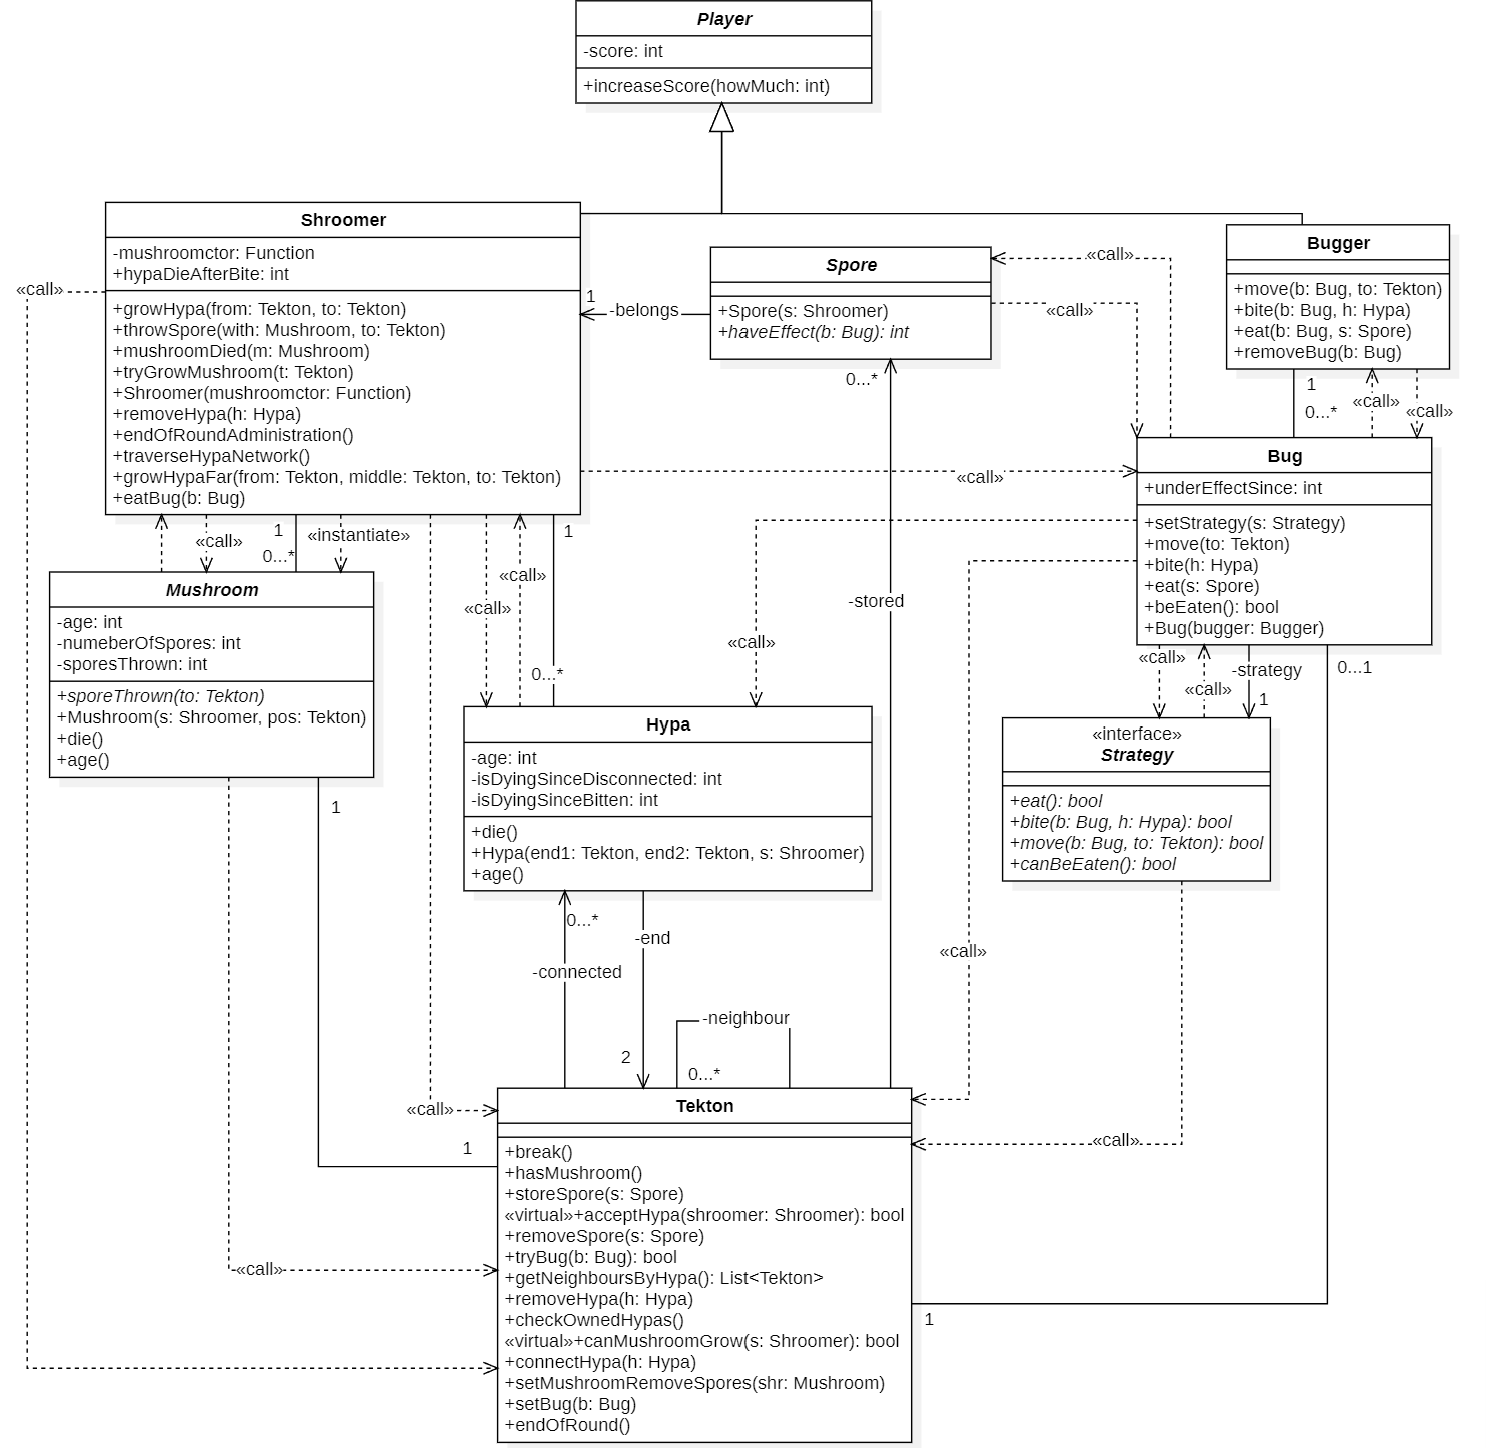 Player
-score: int
+increaseScore(howMuch: int)
Shroomer
-mushroomctor: Function
+hypaDieAfterBite: int
+growHypa(from: Tekton, to: Tekton)
+throwSpore(with: Mushroom, to: Tekton)
+mushroomDied(m: Mushroom)
+tryGrowMushroom(t: Tekton)
+Shroomer(mushroomctor: Function)
+removeHypa(h: Hypa)
+endOfRoundAdministration()
+traverseHypaNetwork()
+growHypaFar(from: Tekton, middle: Tekton, to: Tekton)
+eatBug(b: Bug)
«call»
1
-belongs
Spore
+Spore(s: Shroomer)
+haveEffect(b: Bug): int
0...*
«call»
«call»
Bugger
+move(b: Bug, to: Tekton)
+bite(b: Bug, h: Hypa)
+eat(b: Bug, s: Spore)
+removeBug(b: Bug)
1
0...*
«call»
«call»
«call»
Bug
+underEffectSince: int
+setStrategy(s: Strategy)
+move(to: Tekton)
+bite(h: Hypa)
+eat(s: Spore)
+beEaten(): bool
+Bug(bugger: Bugger)
«call»
1
0...*
«instantiate»
1
«call»
«call»
0...*
-stored
«call»
Mushroom
-age: int
-numeberOfSpores: int
-sporesThrown: int
+sporeThrown(to: Tekton)
+Mushroom(s: Shroomer, pos: Tekton)
+die()
+age()
1
«call»
«call»
-strategy
1
0...1
Hypa
-age: int
-isDyingSinceDisconnected: int
-isDyingSinceBitten: int
+die()
+Hypa(end1: Tekton, end2: Tekton, s: Shroomer)
+age()
«interface»
Strategy
+eat(): bool
+bite(b: Bug, h: Hypa): bool
+move(b: Bug, to: Tekton): bool
+canBeEaten(): bool
0...*
-end
-connected
«call»
-neighbour
2
0...*
«call»
«call»
1
Tekton
+break()
+hasMushroom()
+storeSpore(s: Spore)
«virtual»+acceptHypa(shroomer: Shroomer): bool
+removeSpore(s: Spore)
+tryBug(b: Bug): bool
+getNeighboursByHypa(): List<Tekton>
+removeHypa(h: Hypa)
+checkOwnedHypas()
«virtual»+canMushroomGrow(s: Shroomer): bool
+connectHypa(h: Hypa)
+setMushroomRemoveSpores(shr: Mushroom)
+setBug(b: Bug)
+endOfRound()
«call»
1